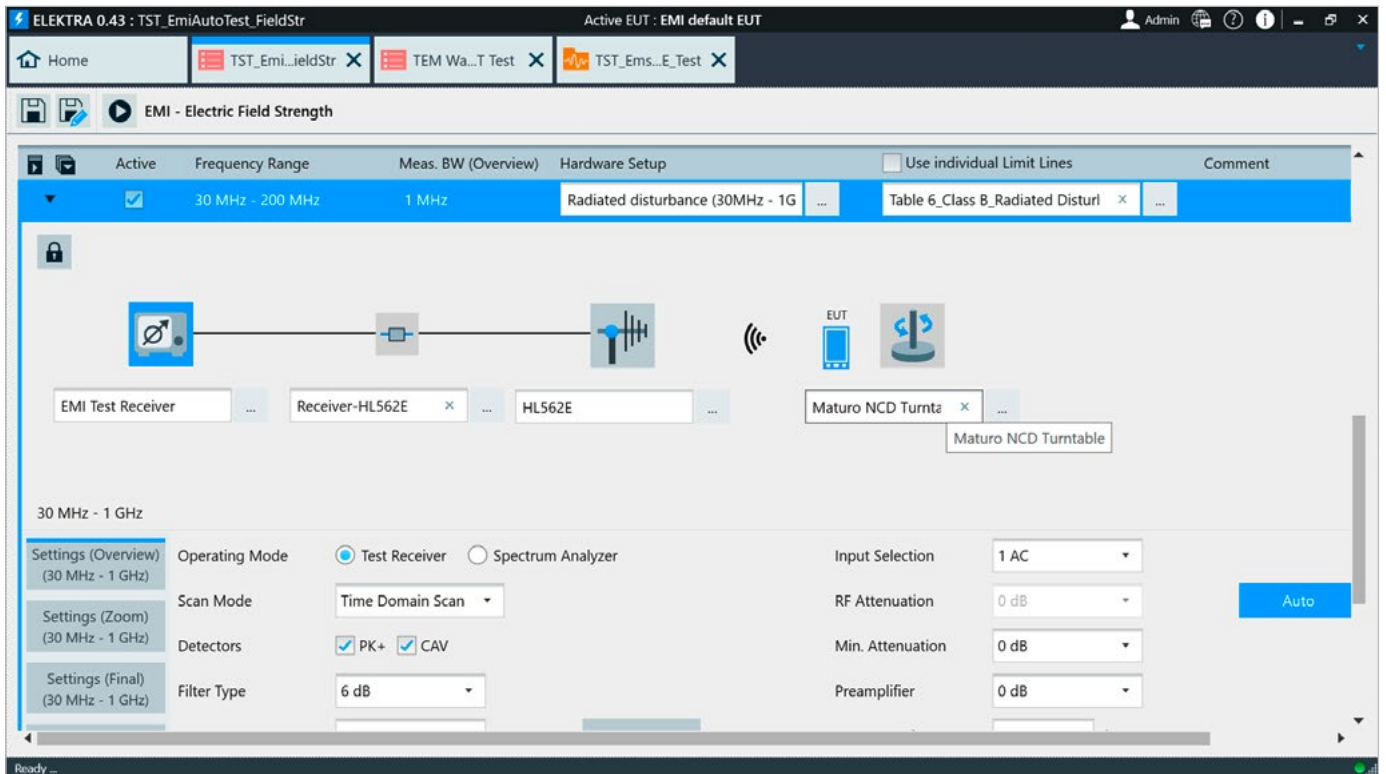 ELEKTRA 0.43 : TST_EmiAutoTest_FieldStr Active EUT : EMI default EUT Admin
Home TST_Emi...ieldStr TEM Wa...T Test TST_Ems...E_Test
EMI - Electric Field Strength
Active Frequency Range Meas. BW (Overview) Hardware Setup Use individual Limit Lines Comment
30 MHz - 200 MHz 1 MHz Radiated disturbance (30MHz - 1G ... Table 6_Class B_Radiated Disturl ...
EUT
EMI Test Receiver ... Receiver-HL562E ... HL562E ... Maturo NCD Turnta ...
Maturo NCD Turntable
30 MHz - 1 GHz
Settings (Overview)
(30 MHz - 1 GHz)
Operating Mode Test Receiver Spectrum Analyzer Input Selection 1 AC
Scan Mode Time Domain Scan RF Attenuation 0 dB Auto
Settings (Zoom)
(30 MHz - 1 GHz)
Detectors PK+ CAV Min. Attenuation 0 dB
Settings (Final)
(30 MHz - 1 GHz)
Filter Type 6 dB Preamplifier 0 dB
Ready ...